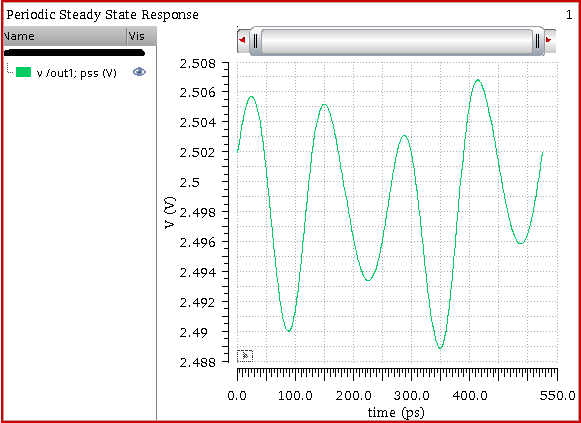 Periodic Steady State Response 1
Name Vis
v /out1; pss (V)
2.508
2.506
2.504
2.502
2.5
2.498
2.496
2.494
2.492
2.49
2.488
V (V)
0.0 100.0 200.0 300.0 400.0 550.0
time (ps)